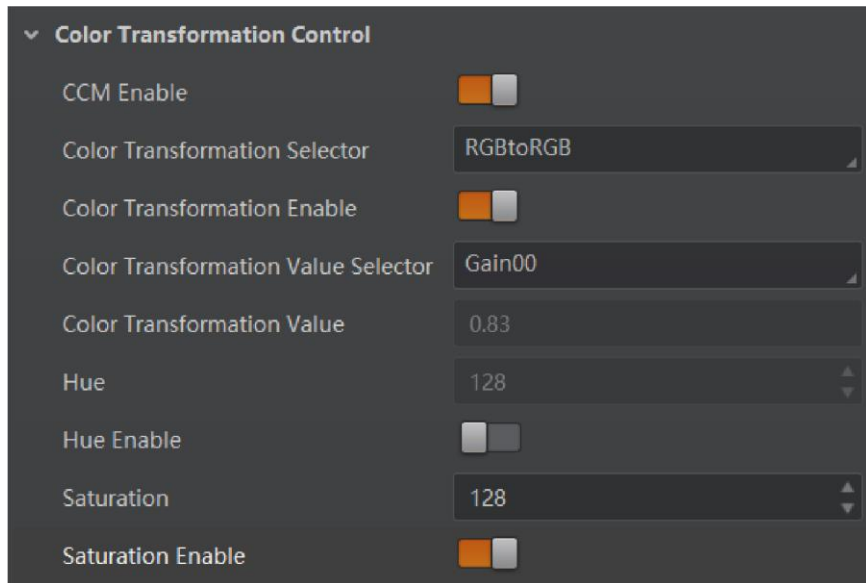 Color Transformation Control
CCM Enable
Color Transformation Selector RGBtoRGB
Color Transformation Enable
Color Transformation Value Selector Gain00
Color Transformation Value 0.83
Hue 128
Hue Enable
Saturation 128
Saturation Enable